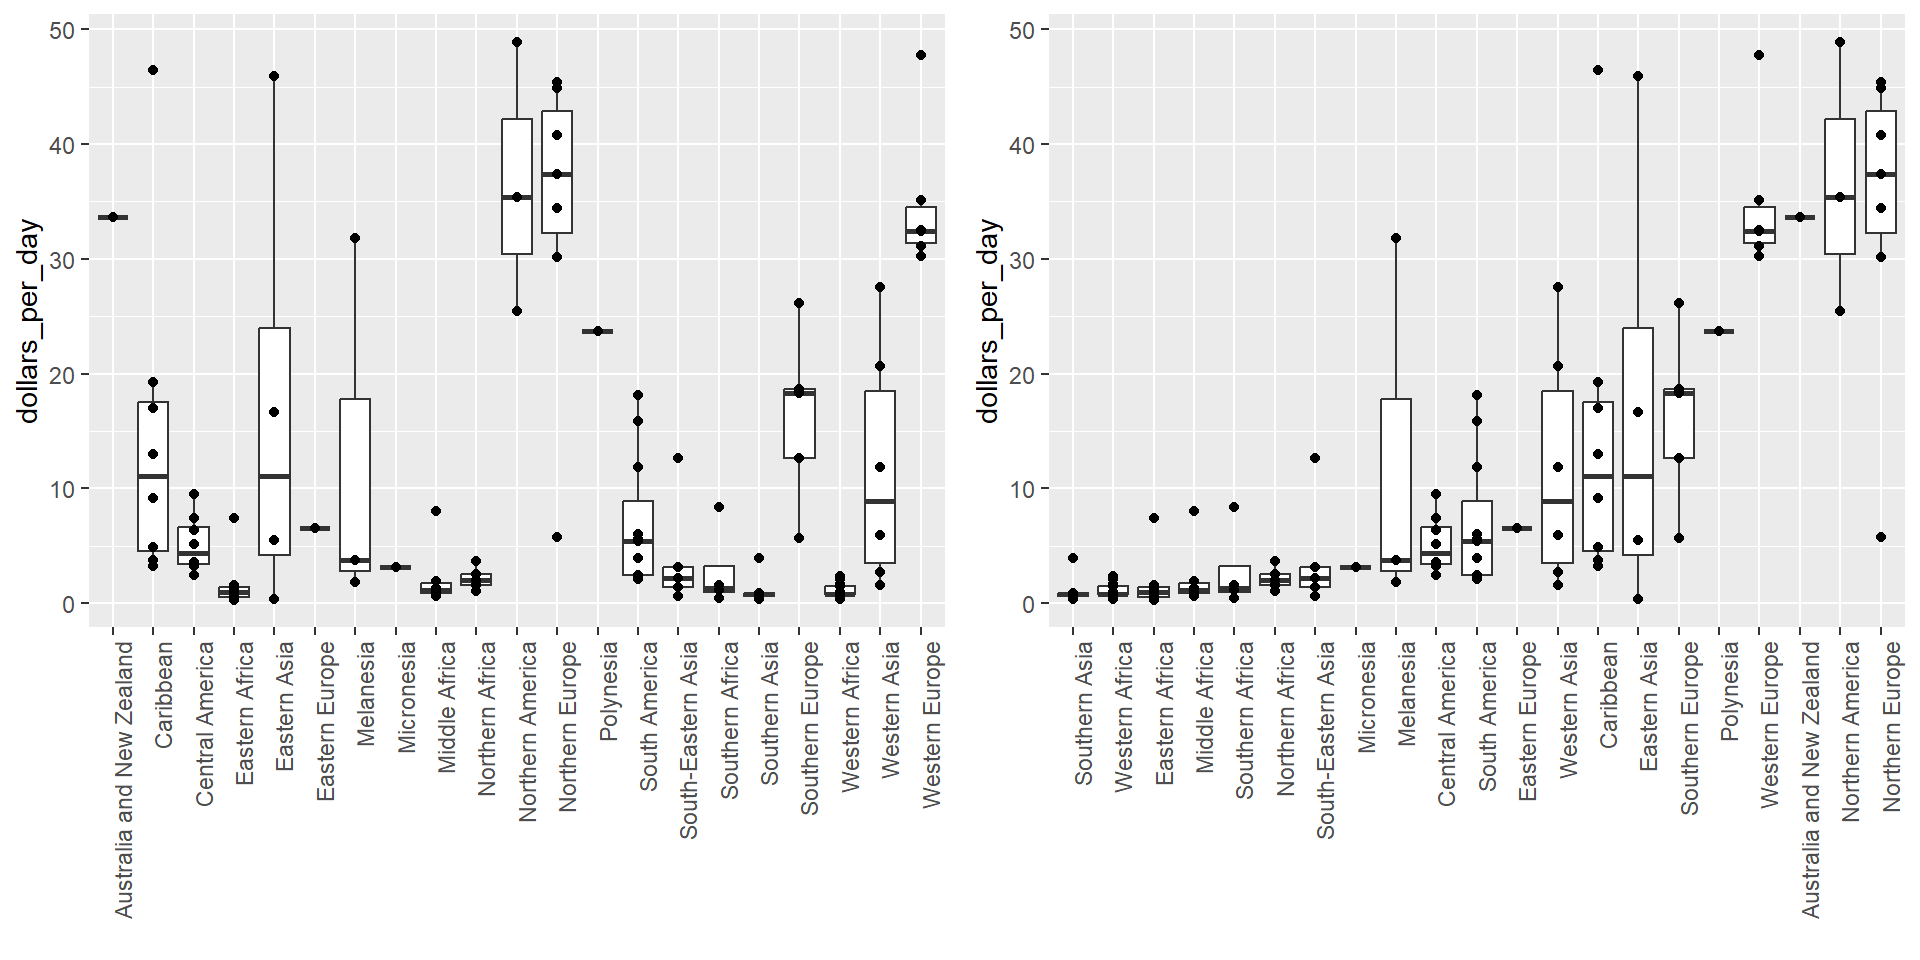 dollars_per_day
50
40
30
20
10
0
Australia and New Zealand
Caribbean
Central America
Eastern Africa
Eastern Asia
Eastern Europe
Melanesia
Micronesia
Middle Africa
Northern Africa
Northern America
Northern Europe
Polynesia
South America
South-Eastern Asia
Southern Africa
Southern Asia
Southern Europe
Western Africa
Western Asia
Western Europe
dollars_per_day
50
40
30
20
10
0
Southern Asia
Western Africa
Eastern Africa
Middle Africa
Southern Africa
Northern Africa
South-Eastern Asia
Micronesia
Melanesia
Central America
South America
Eastern Europe
Western Asia
Caribbean
Eastern Asia
Southern Europe
Polynesia
Western Europe
Australia and New Zealand
Northern America
Northern Europe